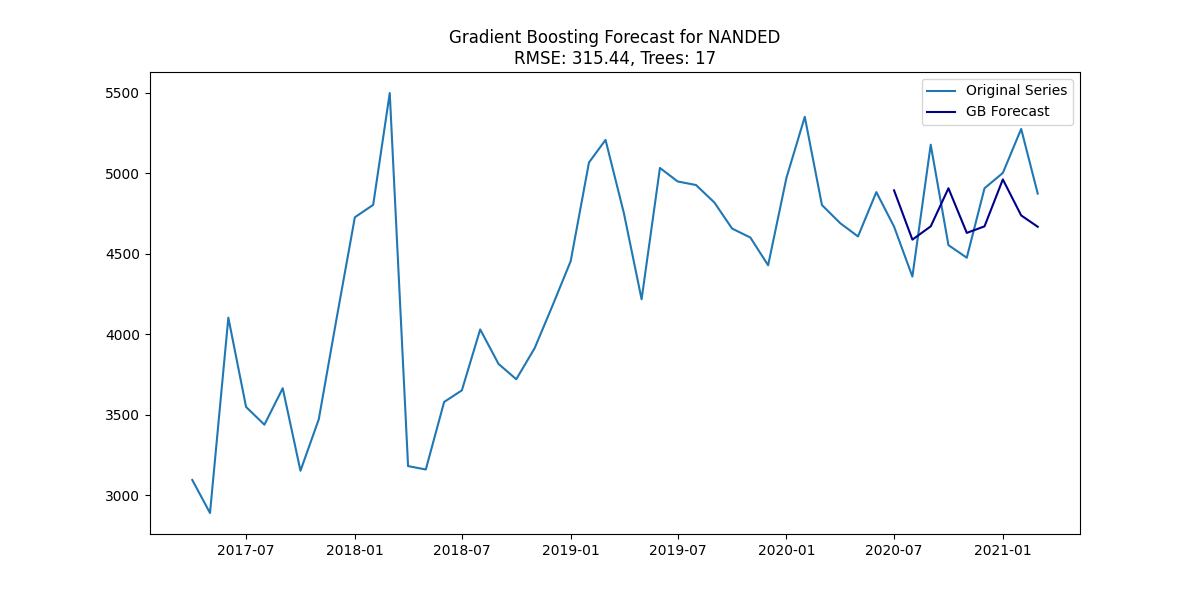 Gradient Boosting Forecast for NANDED
RMSE: 315.44, Trees: 17
Original Series
GB Forecast
5500
5000
4500
4000
3500
3000
2017-07 2018-01 2018-07 2019-01 2019-07 2020-01 2020-07 2021-01